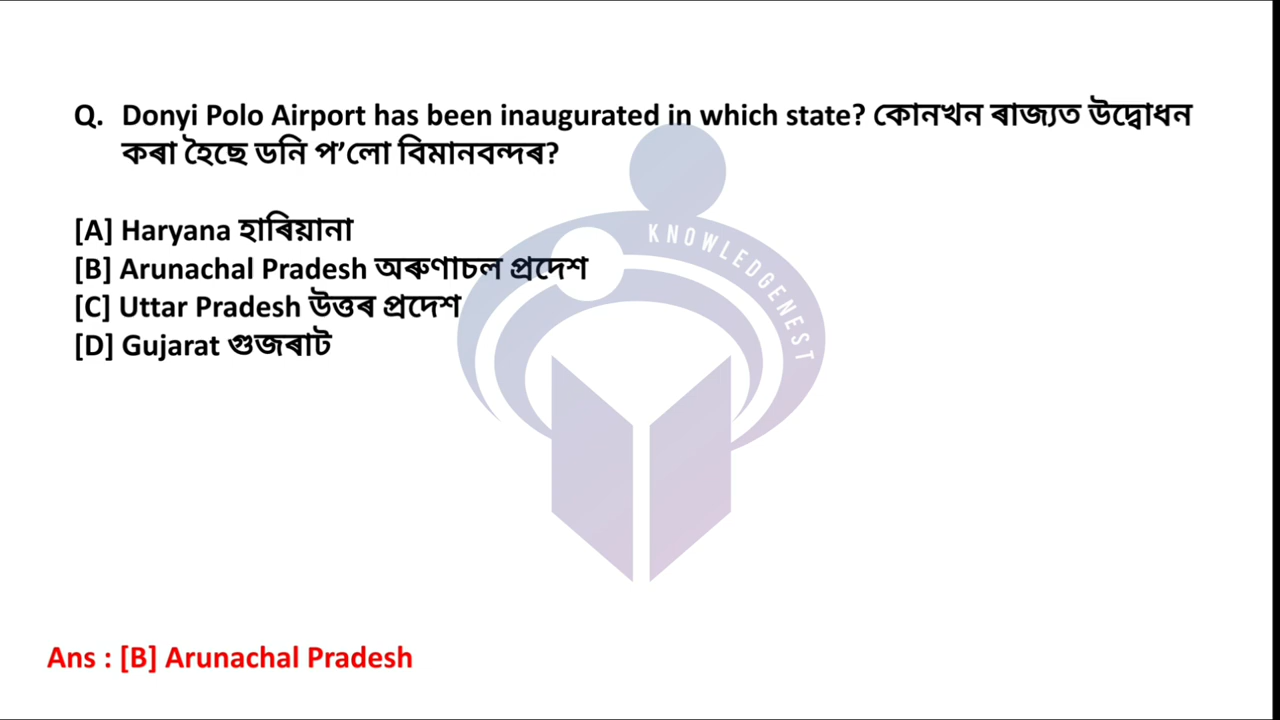 Q. Donyi Polo Airport has been inaugurated in which state? কোনখন ৰাজ্যত উদ্বোধন
কৰা হৈছে ডনি প’লো বিমানবন্দৰ?
[A] Haryana হাৰিয়ানা
[B] Arunachal Pradesh অৰুণাচল প্ৰদেশ
[C] Uttar Pradesh উত্তৰ প্ৰদেশ
[D] Gujarat গুজৰাট
KNOWLEDGENEST
Ans : [B] Arunachal Pradesh